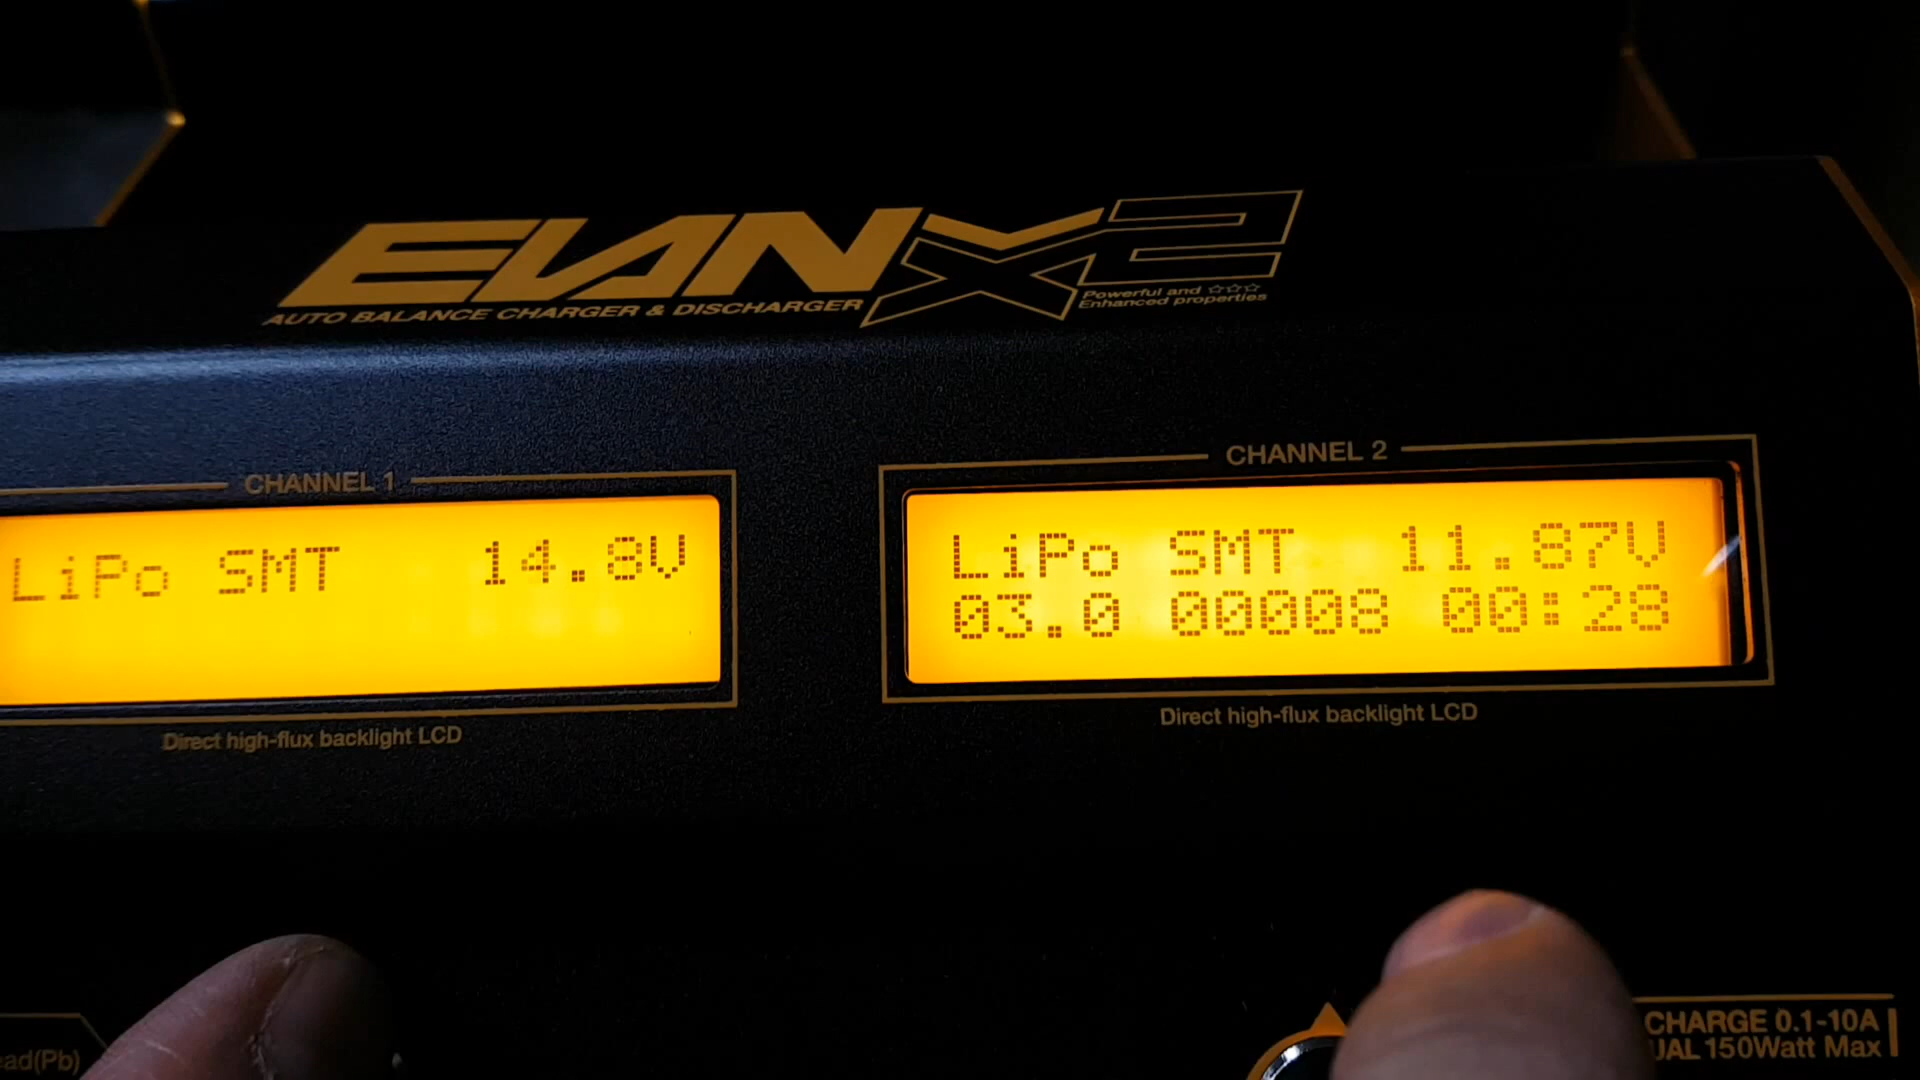 EVAN X2
AUTO BALANCE CHARGER & DISCHARGER
Powerful and ☆☆☆
Enhanced properties
CHANNEL 1
LiPo SMT 14.8V
Direct high-flux backlight LCD
CHANNEL 2
LiPo SMT 11.87V
03.0 00008 00:28
Direct high-flux backlight LCD
ead(Pb)
CHARGE 0.1-10A
UAL 150Watt Max